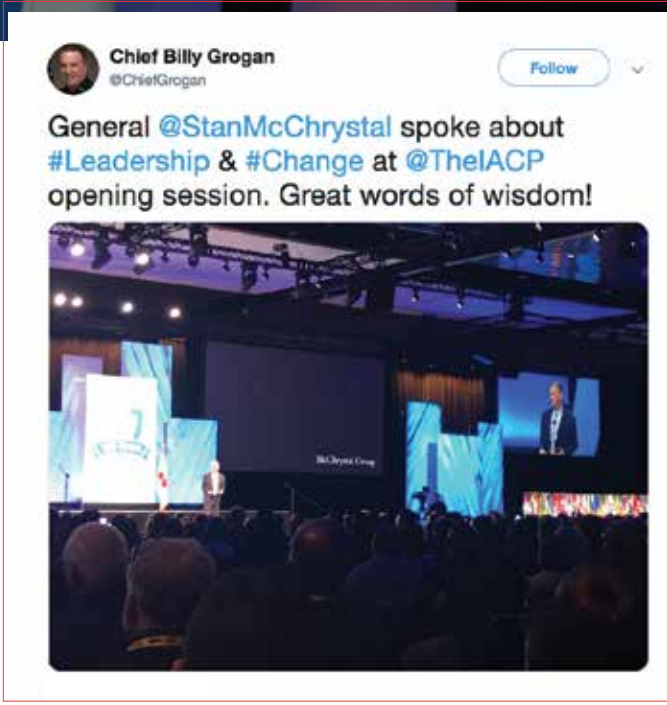 Chief Billy Grogan
@ChiefGrogan
Follow
General @StanMcChrystal spoke about
#Leadership & #Change at @TheIACP
opening session. Great words of wisdom!
McChrystal Group